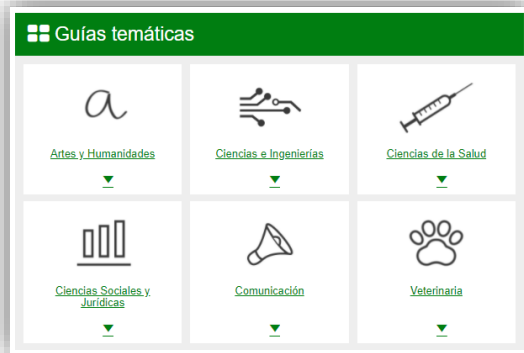 Guías temáticas
Artes y Humanidades
Ciencias e Ingenierías
Ciencias de la Salud
Ciencias Sociales y
Jurídicas
Comunicación
Veterinaria